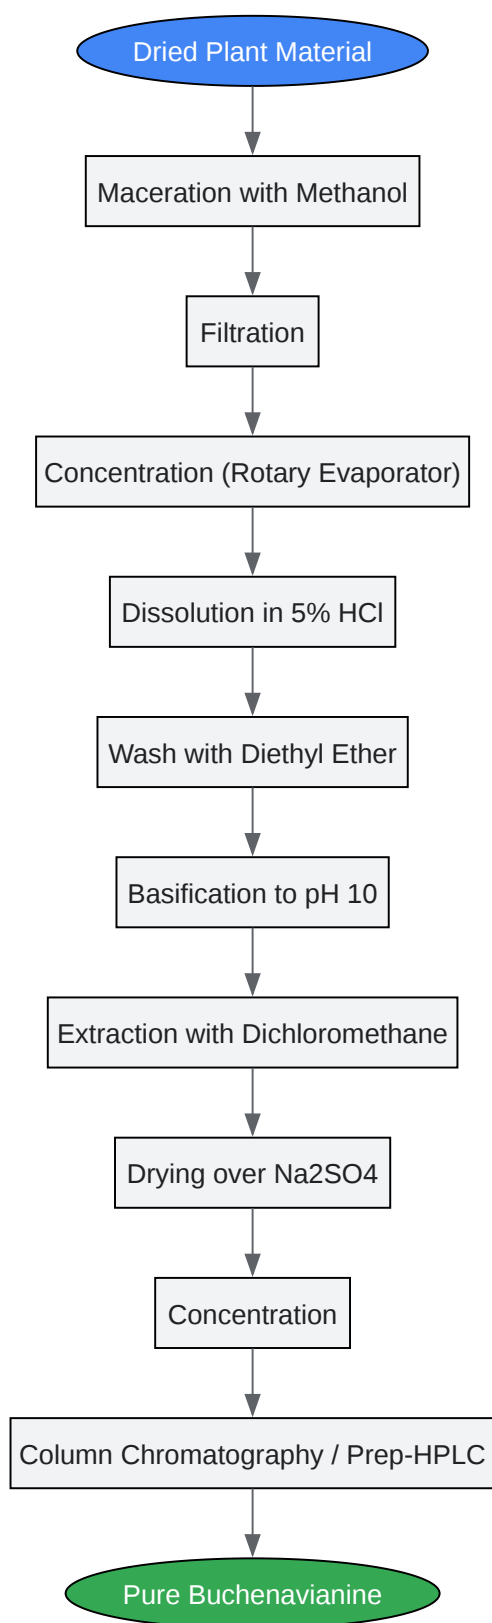 Dried Plant Material
Maceration with Methanol
Filtration
Concentration (Rotary Evaporator)
Dissolution in 5% HCl
Wash with Diethyl Ether
Basification to pH 10
Extraction with Dichloromethane
Drying over Na2SO4
Concentration
Column Chromatography / Prep-HPLC
Pure Buchenavianine